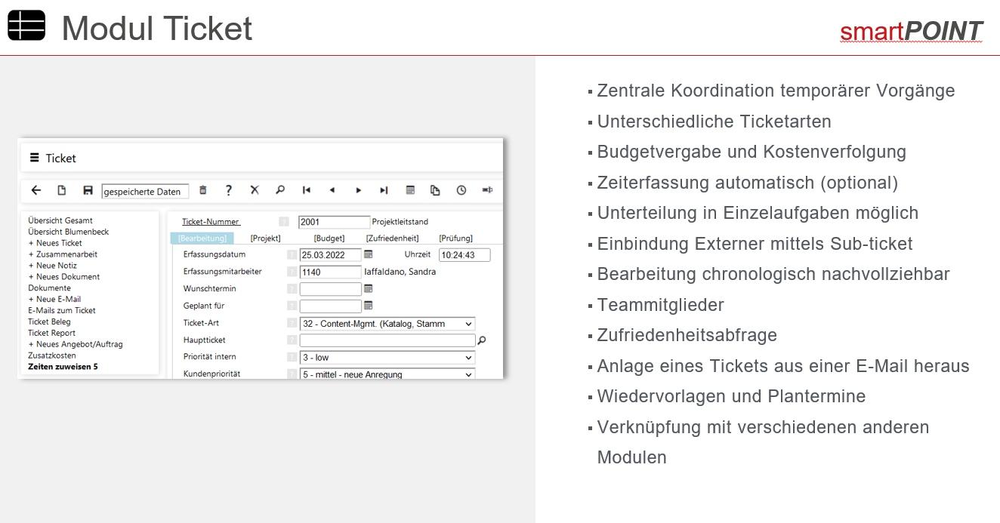 Modul Ticket
smartPOINT
Ticket
gespeicherte Daten
?
Übersicht Gesamt
Übersicht Blumenbeck
+ Neues Ticket
+ Zusammenarbeit
+ Neue Notiz
+ Neues Dokument
Dokumente
+ Neue E-Mail
E-Mails zum Ticket
Ticket Beleg
Ticket Report
+ Neues Angebot/Auftrag
Zusatzkosten
Zeiten zuweisen 5
Ticket-Nummer ? 2001 Projektleitstand
[Bearbeitung] [Projekt] [Budget] [Zufriedenheit] [Prüfung]
Erfassungsdatum ? 25.03.2022 Uhrzeit 10:24:43
Erfassungsmitarbeiter ? 1140 Iaffaldano, Sandra
Wunschtermin ?
Geplant für ?
Ticket-Art ? 32 - Content-Mgmt. (Katalog, Stamm
Hauptticket ?
Priorität intern ? 3 - low
Kundenpriorität ? 5 - mittel - neue Anregung
▪ Zentrale Koordination temporärer Vorgänge
▪ Unterschiedliche Ticketarten
▪ Budgetvergabe und Kostenverfolgung
▪ Zeiterfassung automatisch (optional)
▪ Unterteilung in Einzelaufgaben möglich
▪ Einbindung Externer mittels Sub-ticket
▪ Bearbeitung chronologisch nachvollziehbar
▪ Teammitglieder
▪ Zufriedenheitsabfrage
▪ Anlage eines Tickets aus einer E-Mail heraus
▪ Wiedervorlagen und Plantermine
▪ Verknüpfung mit verschiedenen anderen
Modulen